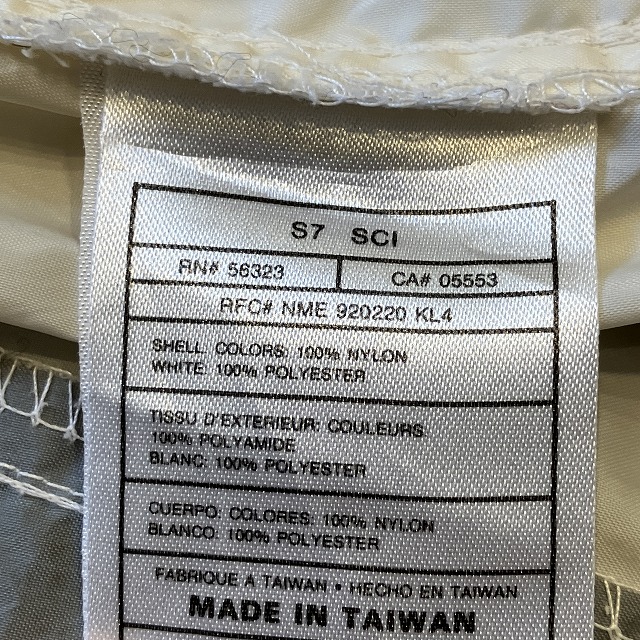 S7 SCI
RN# 56323 CA# 05553
RFC# NME 920220 KL4
SHELL COLORS: 100% NYLON
WHITE: 100% POLYESTER
TISSU D'EXTERIEUR: COULEURS
100% POLYAMIDE
BLANC: 100% POLYESTER
CUERPO COLORES: 100% NYLON
BLANCO: 100% POLYESTER
FABRIQUE A TAIWAN • HECHO EN TAIWAN
MADE IN TAIWAN